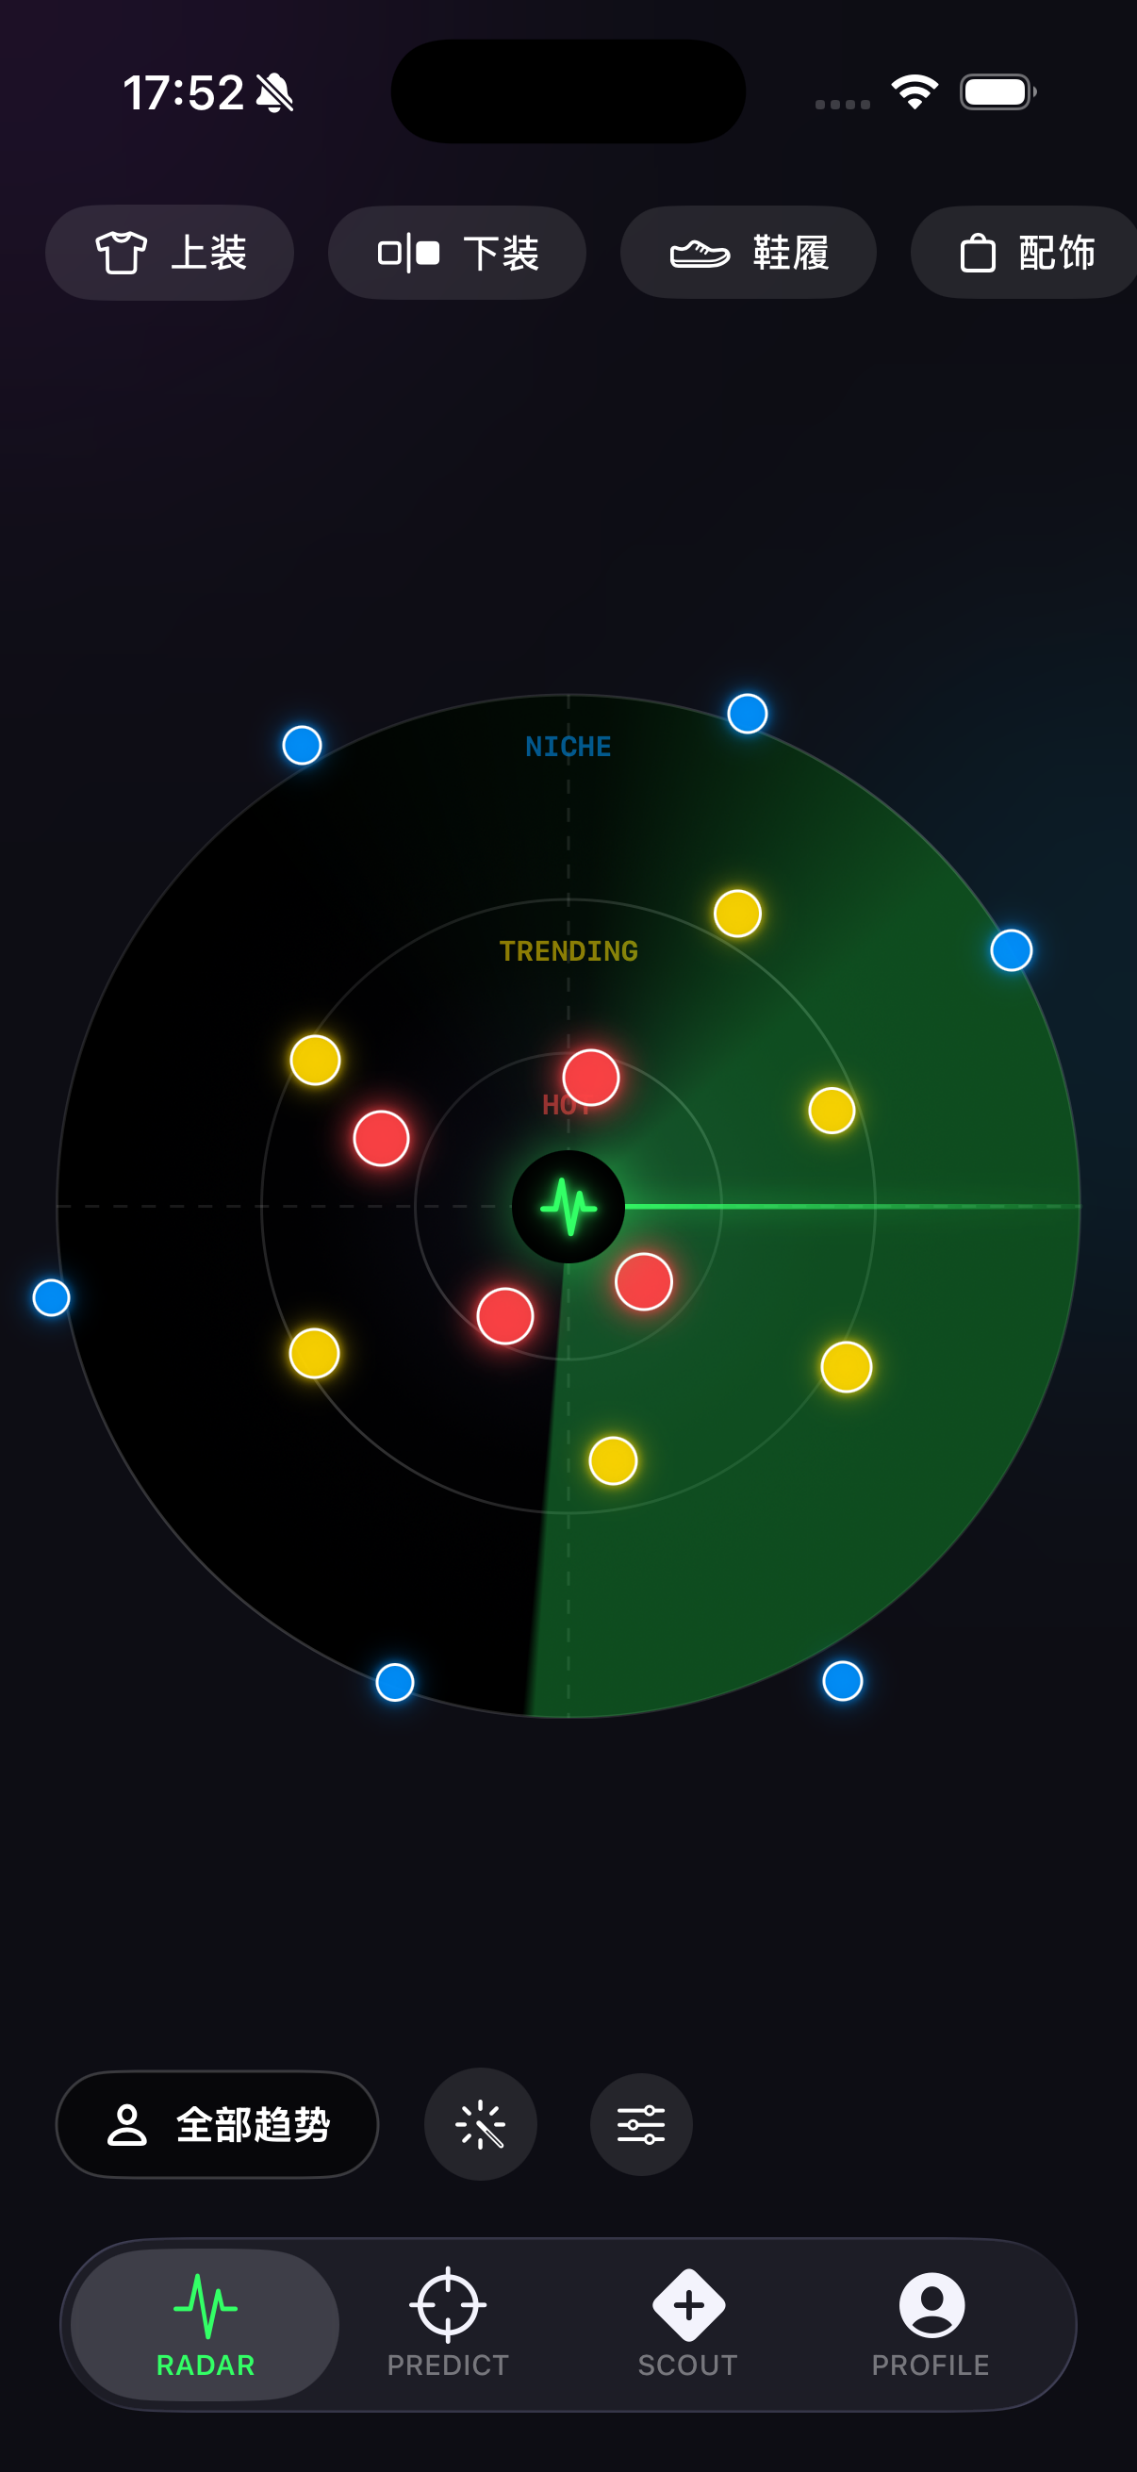 17:52
上装
下装
鞋履
配饰
NICHE
TRENDING
HOT
全部趋势
RADAR
PREDICT
SCOUT
PROFILE